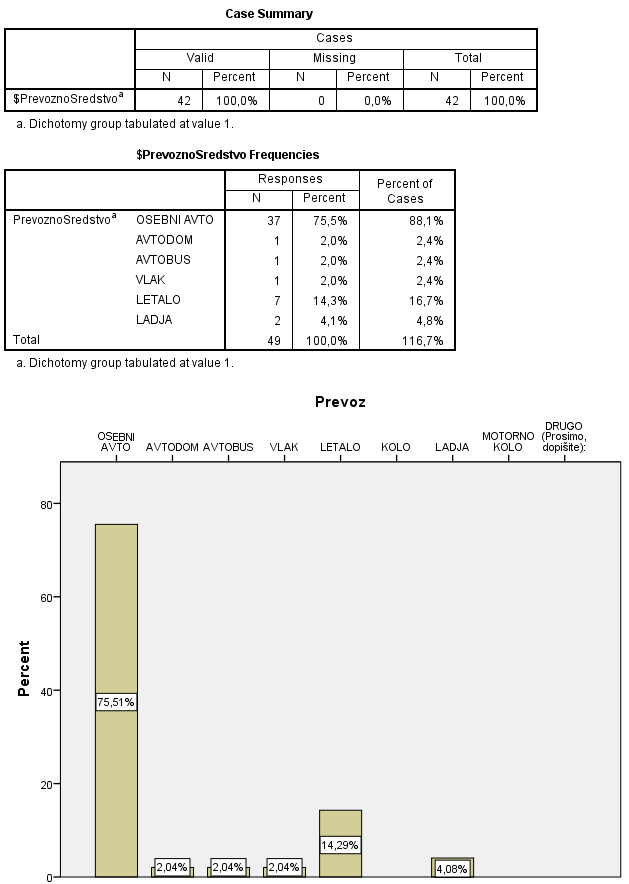 Case Summary
Cases
Valid Missing Total
N Percent N Percent N Percent
$PrevoznoSredstvoa 42 100,0% 0 0,0% 42 100,0%
a. Dichotomy group tabulated at value 1.
$PrevoznoSredstvo Frequencies
Responses Percent of Cases
N Percent
PrevoznoSredstvoa OSEBNI AVTO 37 75,5% 88,1%
AVTODOM 1 2,0% 2,4%
AVTOBUS 1 2,0% 2,4%
VLAK 1 2,0% 2,4%
LETALO 7 14,3% 16,7%
LADJA 2 4,1% 4,8%
Total 49 100,0% 116,7%
a. Dichotomy group tabulated at value 1.
Prevoz
OSEBNI AVTO AVTODOM AVTOBUS VLAK LETALO KOLO LADJA MOTORNO KOLO DRUGO (Prosimo, dopišite):
80
60
40
20
0
Percent
75,51%
2,04% 2,04% 2,04% 14,29% 4,08%